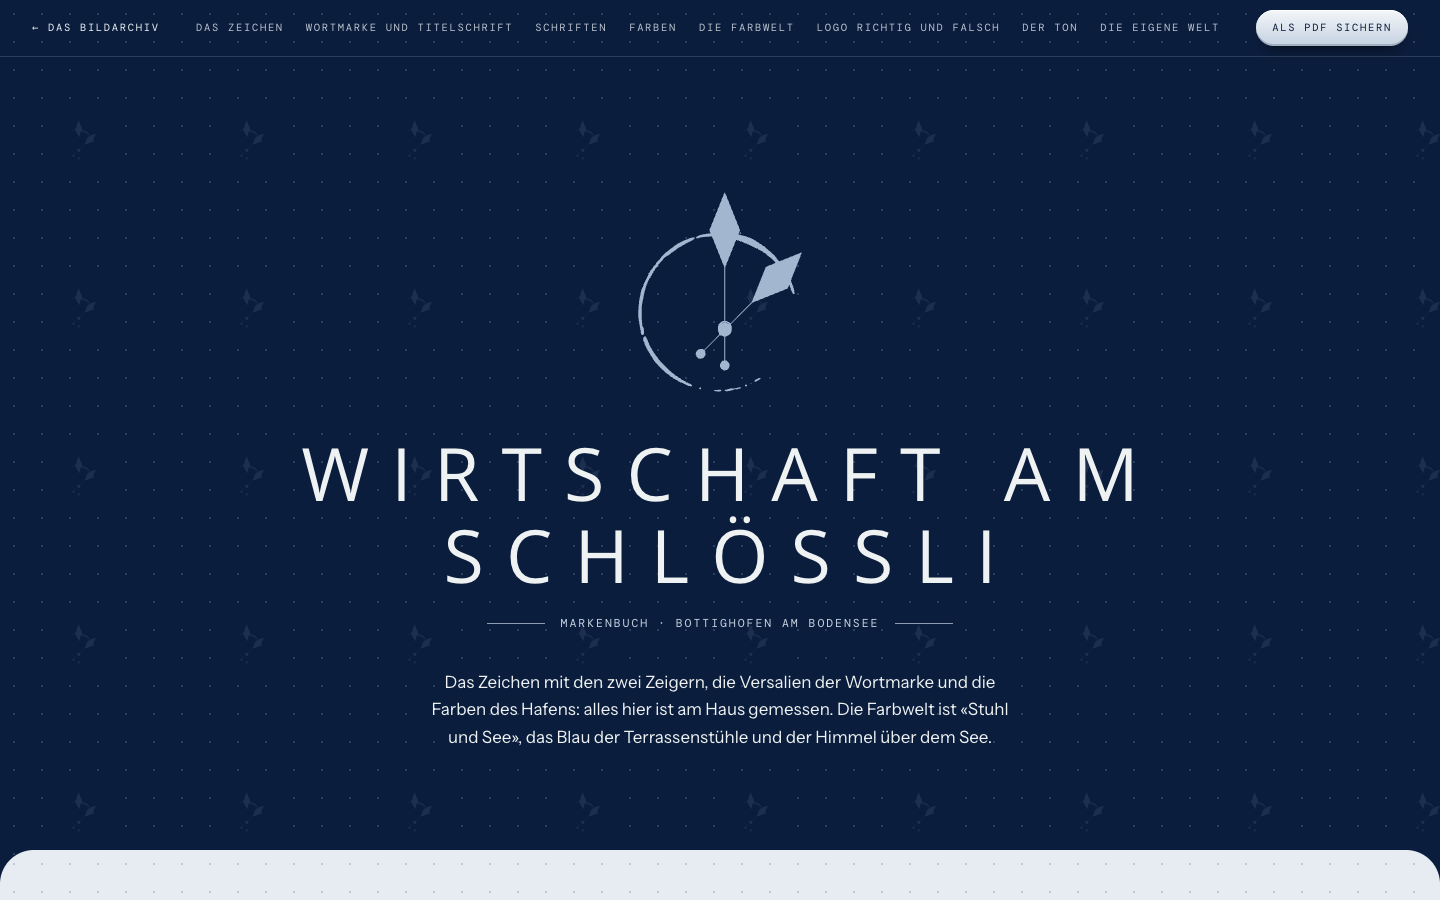 ← DAS BILDARCHIV
DAS ZEICHEN
WORTMARKE UND TITELSCHRIFT
SCHRIFTEN
FARBEN
DIE FARBWELT
LOGO RICHTIG UND FALSCH
DER TON
DIE EIGENE WELT
ALS PDF SICHERN
WIRTSCHAFT AM
SCHLÖSSLI
MARKENBUCH · BOTTIGHOFEN AM BODENSEE
Das Zeichen mit den zwei Zeigern, die Versalien der Wortmarke und die
Farben des Hafens: alles hier ist am Haus gemessen. Die Farbwelt ist «Stuhl
und See», das Blau der Terrassenstühle und der Himmel über dem See.